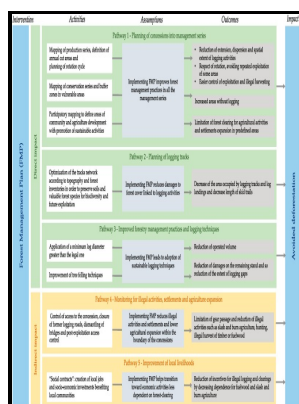 Intervention
Activities
Assumptions
Outcomes
Impact
Forest Management Plan (FMP)
Direct impact
Indirect impact
Avoided deforestation
Pathway 1 - Planning of concessions into management series
Mapping of production series, definition of
annual cut areas
and
planning of rotation cycle
Mapping of conservation series and buffer
zones in vulnerable areas
Participatory mapping to define areas of
community and agriculture development
with promotion of sustainable activities
Implementing FMP improves forest
management practices in all the
management series
• Reduction of extension, dispersion and spatial
extent of logging activities
• Respect of rotation, avoiding repeated exploitation
of same areas
• Easier control of exploitation and illegal harvesting
Increased areas without logging
Limitation of forest clearing for agricultural activities
and settlements expansion in predefined areas
Pathway 2 - Planning of logging tracks
Optimization of the tracks network
according to topography and forest
inventories in order to preserve soils and
valuable forest species for biodiversity and
future exploitation
Implementing FMP reduces damages to
forest cover linked to logging activities
Decrease of the area occupied by logging tracks and log
landings and decrease length of skid trails
Pathway 3 - Improved forestry management practices and logging techniques
Application of a minimum log diameter
greater than the legal one
Improvement of tree felling techniques
Implementing FMP leads to adoption of
sustainable logging techniques
Reduction of operated volume
Reduction of damages on the remaining stand and so
reduction of the extent of logging gaps
Pathway 4 - Monitoring for illegal activities, settlements and agriculture expansion
Control of access to the concession, closure
of former logging roads, dismantling of
bridges and post-exploitation access
control
Implementing FMP reduces illegal
activities and settlements and lower
agricultural expansion within the
boundary of the concessions
Limitation of poor passage and reduction of illegal
activities such as slash and burn agriculture, hunting,
illegal harvest of timber or fuelwood
Pathway 5 - Improvement of local livelihoods
"Social contracts": creation of local jobs
and socio-economic investments benefiting
local communities
Implementing FMP helps transition
toward economic activities less
dependent on forest-clearing
Reduction of incentives for illegal logging and clearings
by decreasing dependence for fuelwood and slash and
burn agriculture